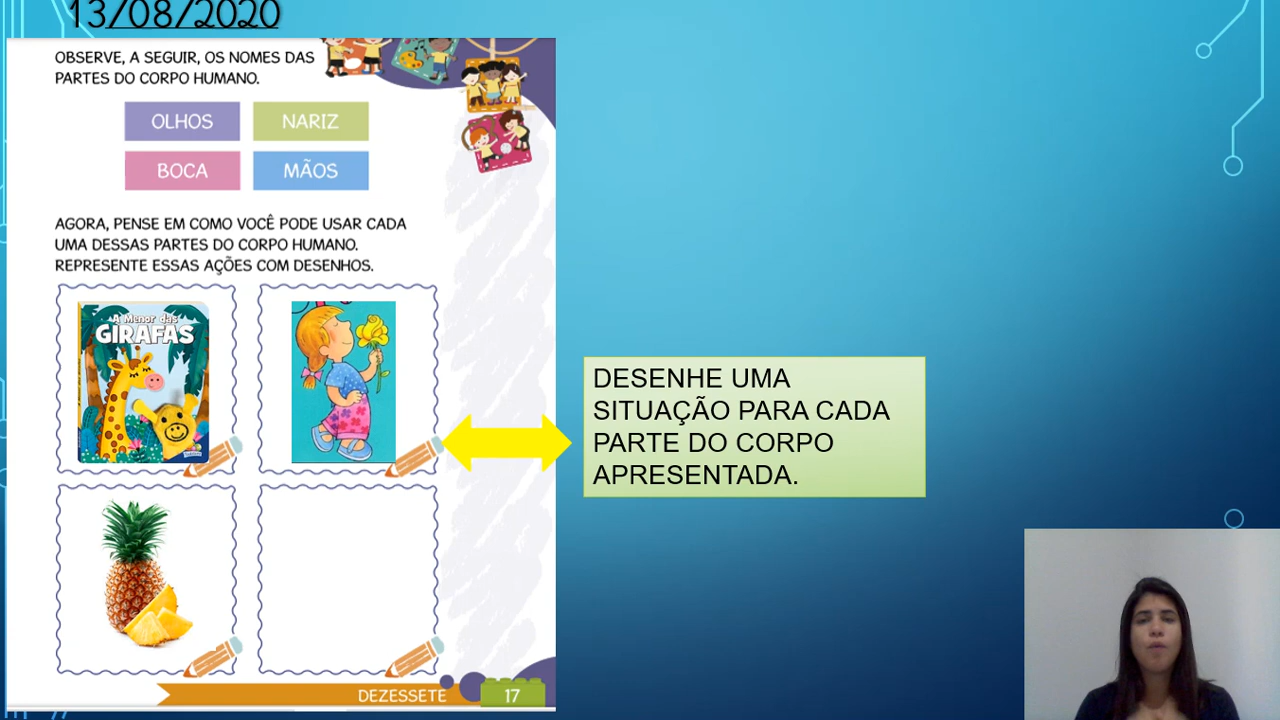 13/08/2020
OBSERVE, A SEGUIR, OS NOMES DAS
PARTES DO CORPO HUMANO.
OLHOS
NARIZ
BOCA
MÃOS
AGORA, PENSE EM COMO VOCÊ PODE USAR CADA
UMA DESSAS PARTES DO CORPO HUMANO.
REPRESENTE ESSAS AÇÕES COM DESENHOS.
A Menor das
GIRAFAS
DESENHE UMA
SITUAÇÃO PARA CADA
PARTE DO CORPO
APRESENTADA.
DEZESSETE
17